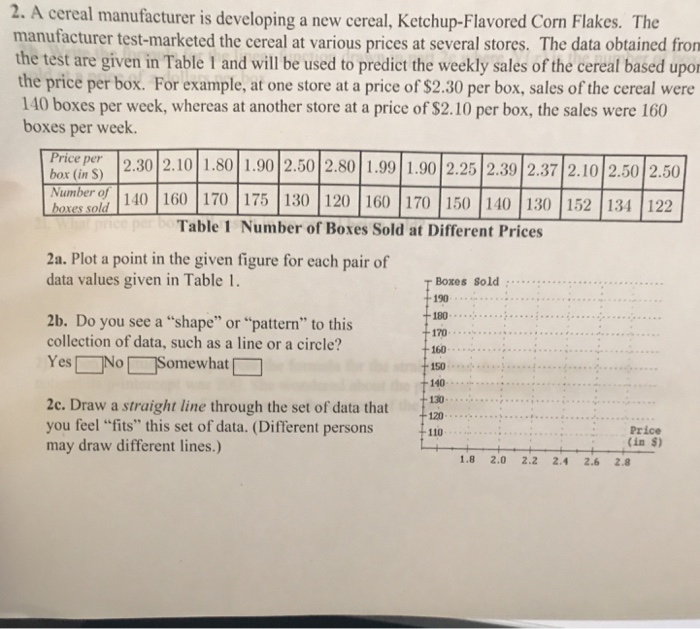 2. A cereal manufacturer is developing a new cereal, Ketchup-Flavored Corn Flakes. The
manufacturer test-marketed the cereal at various prices at several stores. The data obtained from
the test are given in Table 1 and will be used to predict the weekly sales of the cereal based upon
the price per box. For example, at one store at a price of $2.30 per box, sales of the cereal were
140 boxes per week, whereas at another store at a price of $2.10 per box, the sales were 160
boxes per week.
Price per box (in $) 2.30 2.10 1.80 1.90 2.50 2.80 1.99 1.90 2.25 2.39 2.37 2.10 2.50 2.50
Number of boxes sold 140 160 170 175 130 120 160 170 150 140 130 152 134 122
Table 1 Number of Boxes Sold at Different Prices
2a. Plot a point in the given figure for each pair of
data values given in Table 1.
2b. Do you see a “shape” or “pattern” to this
collection of data, such as a line or a circle?
Yes No Somewhat
2c. Draw a straight line through the set of data that
you feel “fits” this set of data. (Different persons
may draw different lines.)
Boxes Sold
190
180
170
160
150
140
130
120
110
Price
(in $)
1.8 2.0 2.2 2.4 2.6 2.8